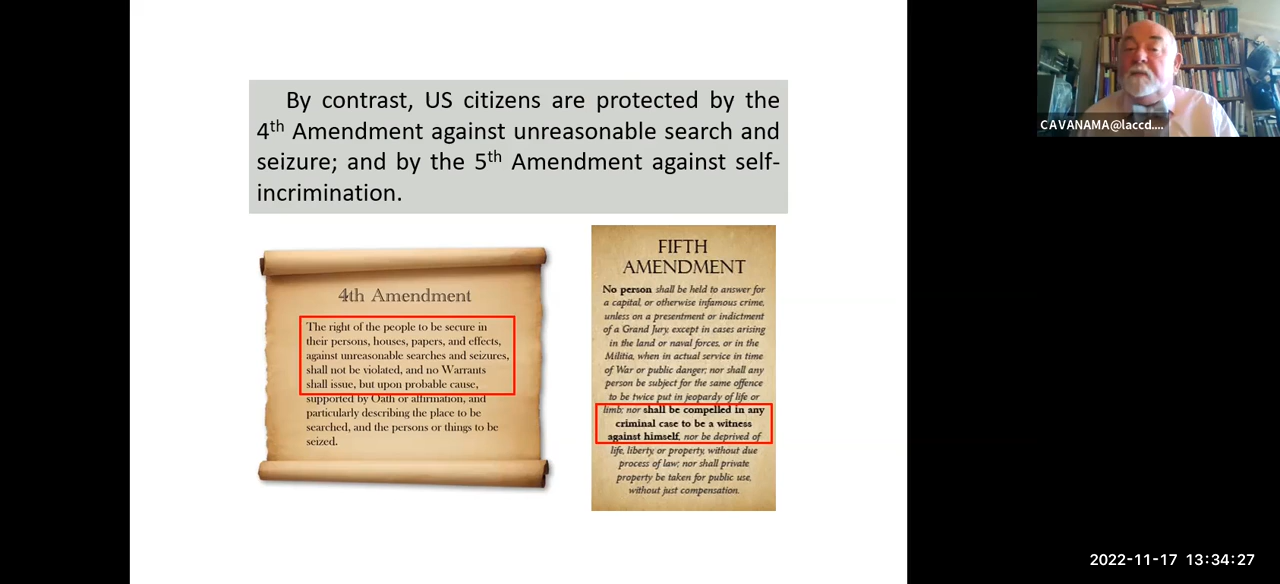 By contrast, US citizens are protected by the
4th Amendment against unreasonable search and
seizure; and by the 5th Amendment against self-
incrimination.
4th Amendment
The right of the people to be secure in
their persons, houses, papers, and effects,
against unreasonable searches and seizures,
shall not be violated, and no Warrants
shall issue, but upon probable cause,
supported by Oath or affirmation, and
particularly describing the place to be
searched, and the persons or things to be
seized.
FIFTH
AMENDMENT
No person shall be held to answer for
a capital, or otherwise infamous crime,
unless on a presentment or indictment
of a Grand Jury, except in cases arising
in the land or naval forces, or in the
Militia, when in actual service in time
of War or public danger; nor shall any
person be subject for the same offence
to be twice put in jeopardy of life or
limb; nor shall be compelled in any
criminal case to be a witness
against himself, nor be deprived of
life, liberty, or property, without due
process of law; nor shall private
property be taken for public use,
without just compensation.
CAVANAMA@laccd....
2022-11-17 13:34:27